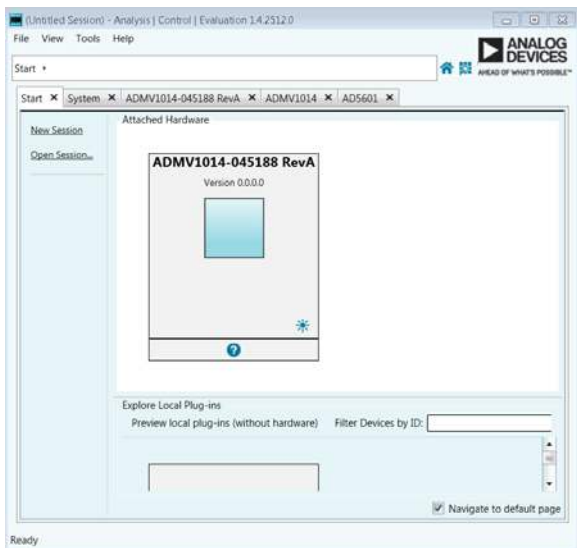 (Untitled Session) - Analysis | Control | Evaluation 1.4.2512.0
File View Tools Help
ANALOG
DEVICES
AHEAD OF WHAT'S POSSIBLE™
Start
Start System ADMV1014-045188 RevA ADMV1014 AD5601
New Session
Open Session...
Attached Hardware
ADMV1014-045188 RevA
Version 0.0.0.0
?
Explore Local Plug-ins
Preview local plug-ins (without hardware) Filter Devices by ID:
Navigate to default page
Ready